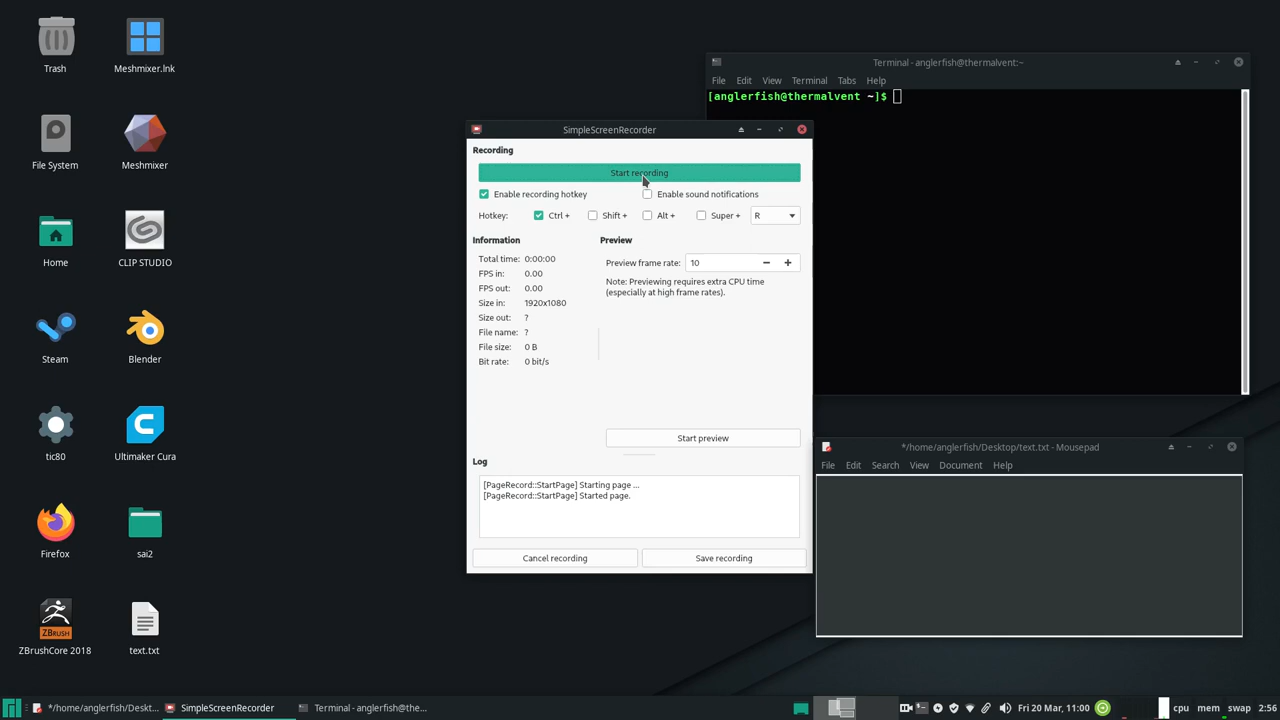 Trash
Meshmixer.lnk
File System
Meshmixer
Home
CLIP STUDIO
Steam
Blender
tic80
Ultimaker Cura
Firefox
sai2
ZBRUSH
ZBrushCore 2018
text.txt
Terminal - anglerfish@thermalvent:~
File Edit View Terminal Tabs Help
[anglerfish@thermalvent ~]$
SimpleScreenRecorder
Recording
Start recording
Enable recording hotkey
Enable sound notifications
Hotkey: Ctrl + Shift + Alt + Super + R
Information
Total time: 0:00:00
FPS in: 0.00
FPS out: 0.00
Size in: 1920x1080
Size out: ?
File name: ?
File size: 0 B
Bit rate: 0 bit/s
Preview
Preview frame rate: 10
Note: Previewing requires extra CPU time
(especially at high frame rates).
Start preview
Log
[PageRecord::StartPage] Starting page ...
[PageRecord::StartPage] Started page.
Cancel recording
Save recording
*/home/anglerfish/Desktop/text.txt - Mousepad
File Edit Search View Document Help
*/home/anglerfish/Deskt...
SimpleScreenRecorder
Terminal - anglerfish@the...
Fri 20 Mar, 11:00
cpu
mem
swap
2:56